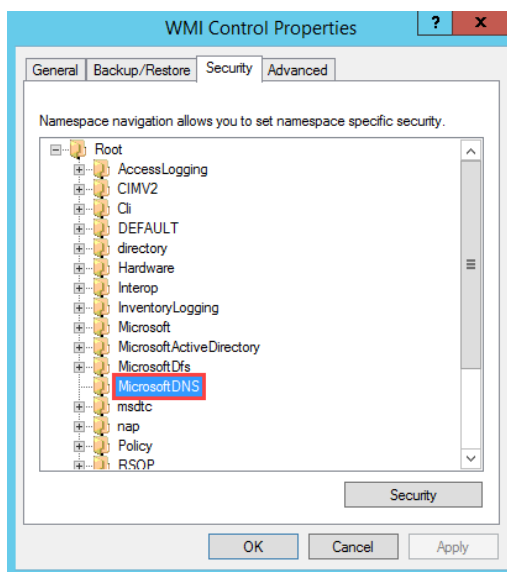 WMI Control Properties
?
x
General
Backup/Restore
Security
Advanced
Namespace navigation allows you to set namespace specific security.
Root
AccessLogging
CIMV2
Cli
DEFAULT
directory
Hardware
Interop
InventoryLogging
Microsoft
MicrosoftActiveDirectory
MicrosoftDfs
MicrosoftDNS
msdtc
nap
Policy
RSOP
Security
OK
Cancel
Apply